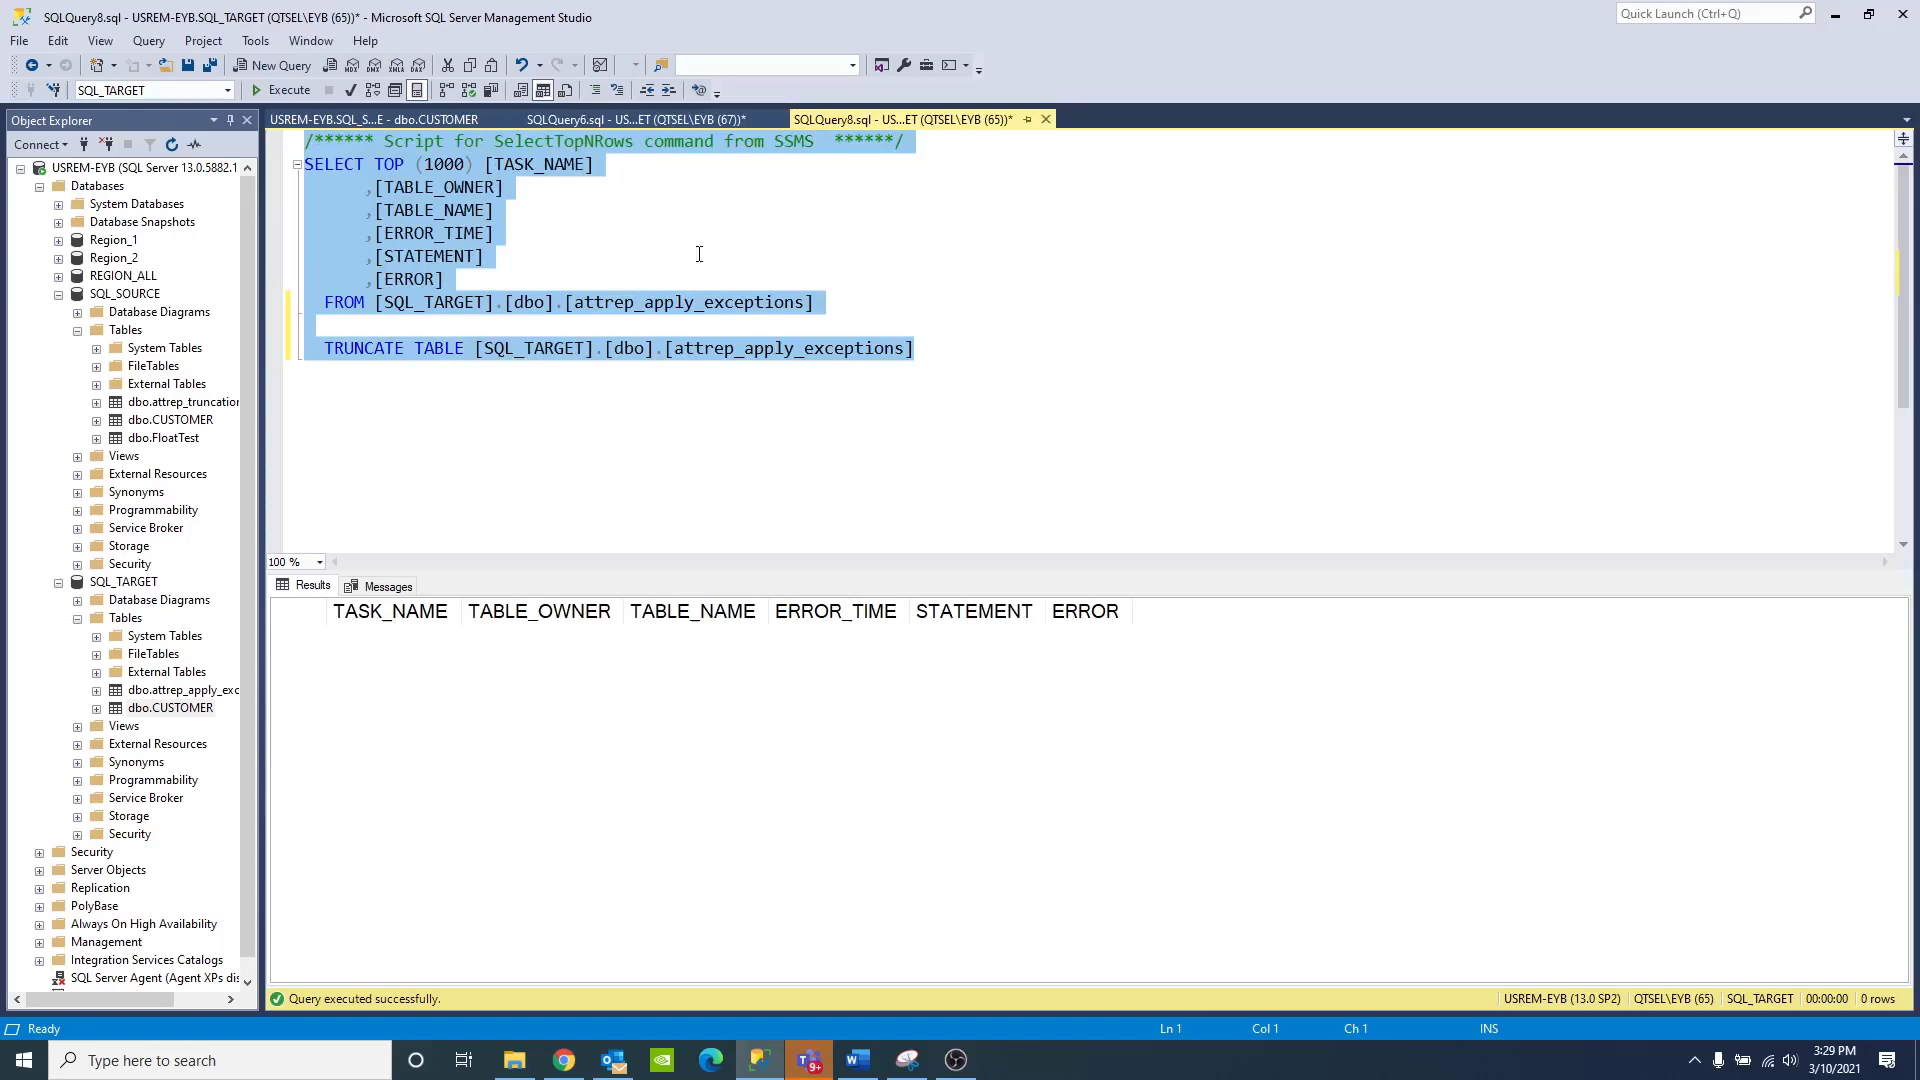 SQLQuery8.sql - USREM-EYB.SQL_TARGET (QTSEL\EYB (65))* - Microsoft SQL Server Management Studio
Quick Launch (Ctrl+Q)
File Edit View Query Project Tools Window Help
New Query
MDX DMX XMLA DAX
SQL_TARGET
Execute
Object Explorer
USREM-EYB.SQL_S...E - dbo.CUSTOMER
SQLQuery6.sql - US...ET (QTSEL\EYB (67))*
SQLQuery8.sql - US...ET (QTSEL\EYB (65))*
Connect
USREM-EYB (SQL Server 13.0.5882.1
Databases
System Databases
Database Snapshots
Region_1
Region_2
REGION_ALL
SQL_SOURCE
Database Diagrams
Tables
System Tables
FileTables
External Tables
dbo.attrep_truncation
dbo.CUSTOMER
dbo.FloatTest
Views
External Resources
Synonyms
Programmability
Service Broker
Storage
Security
SQL_TARGET
Database Diagrams
Tables
System Tables
FileTables
External Tables
dbo.attrep_apply_exc
dbo.CUSTOMER
Views
External Resources
Synonyms
Programmability
Service Broker
Storage
Security
Security
Server Objects
Replication
PolyBase
Always On High Availability
Management
Integration Services Catalogs
SQL Server Agent (Agent XPs dis
/****** Script for SelectTopNRows command from SSMS  ******/
SELECT TOP (1000) [TASK_NAME]
,[TABLE_OWNER]
,[TABLE_NAME]
,[ERROR_TIME]
,[STATEMENT]
,[ERROR]
FROM [SQL_TARGET].[dbo].[attrep_apply_exceptions]
TRUNCATE TABLE [SQL_TARGET].[dbo].[attrep_apply_exceptions]
100 %
Results Messages
TASK_NAME TABLE_OWNER TABLE_NAME ERROR_TIME STATEMENT ERROR
Query executed successfully.
USREM-EYB (13.0 SP2) QTSEL\EYB (65) SQL_TARGET 00:00:00 0 rows
Ready
Ln 1 Col 1 Ch 1 INS
Type here to search
9+
3:29 PM
3/10/2021